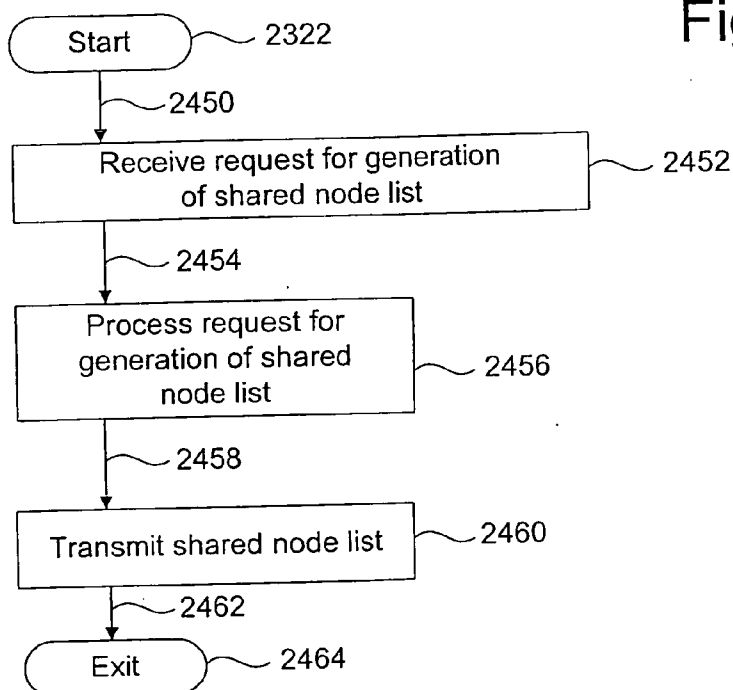 Fig
Start 2322
2450
Receive request for generation
of shared node list 2452
2454
Process request for
generation of shared
node list 2456
2458
Transmit shared node list 2460
2462
Exit 2464